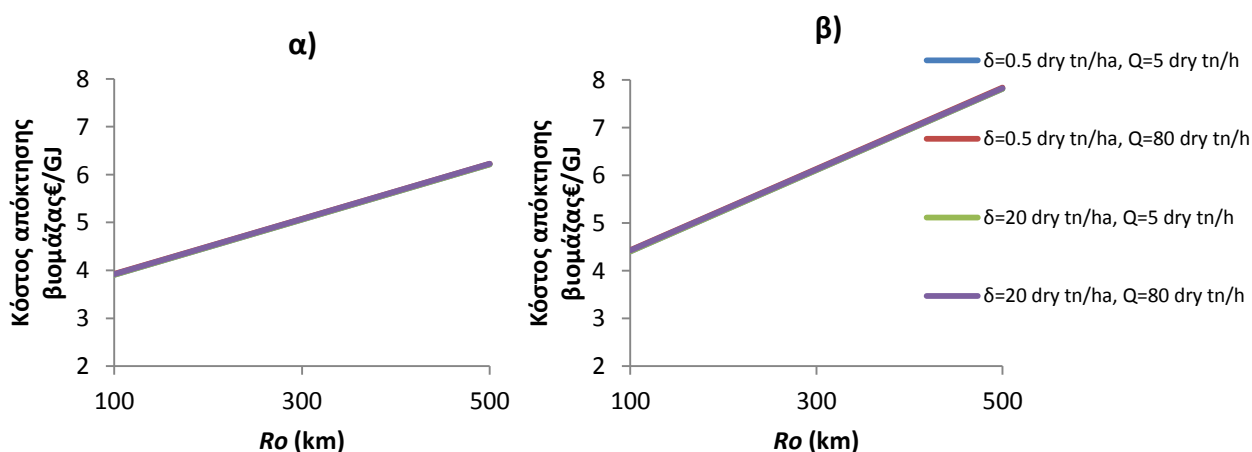 α)
Κόστος απόκτησης
βιομάζας€/GJ
8
7
6
5
4
3
2
100
300
500
Ro (km)
β)
Κόστος απόκτησης
βιομάζας€/GJ
8
7
6
5
4
3
2
100
300
500
Ro (km)
δ=0.5 dry tn/ha, Q=5 dry tn/h
δ=0.5 dry tn/ha, Q=80 dry tn/h
δ=20 dry tn/ha, Q=5 dry tn/h
δ=20 dry tn/ha, Q=80 dry tn/h